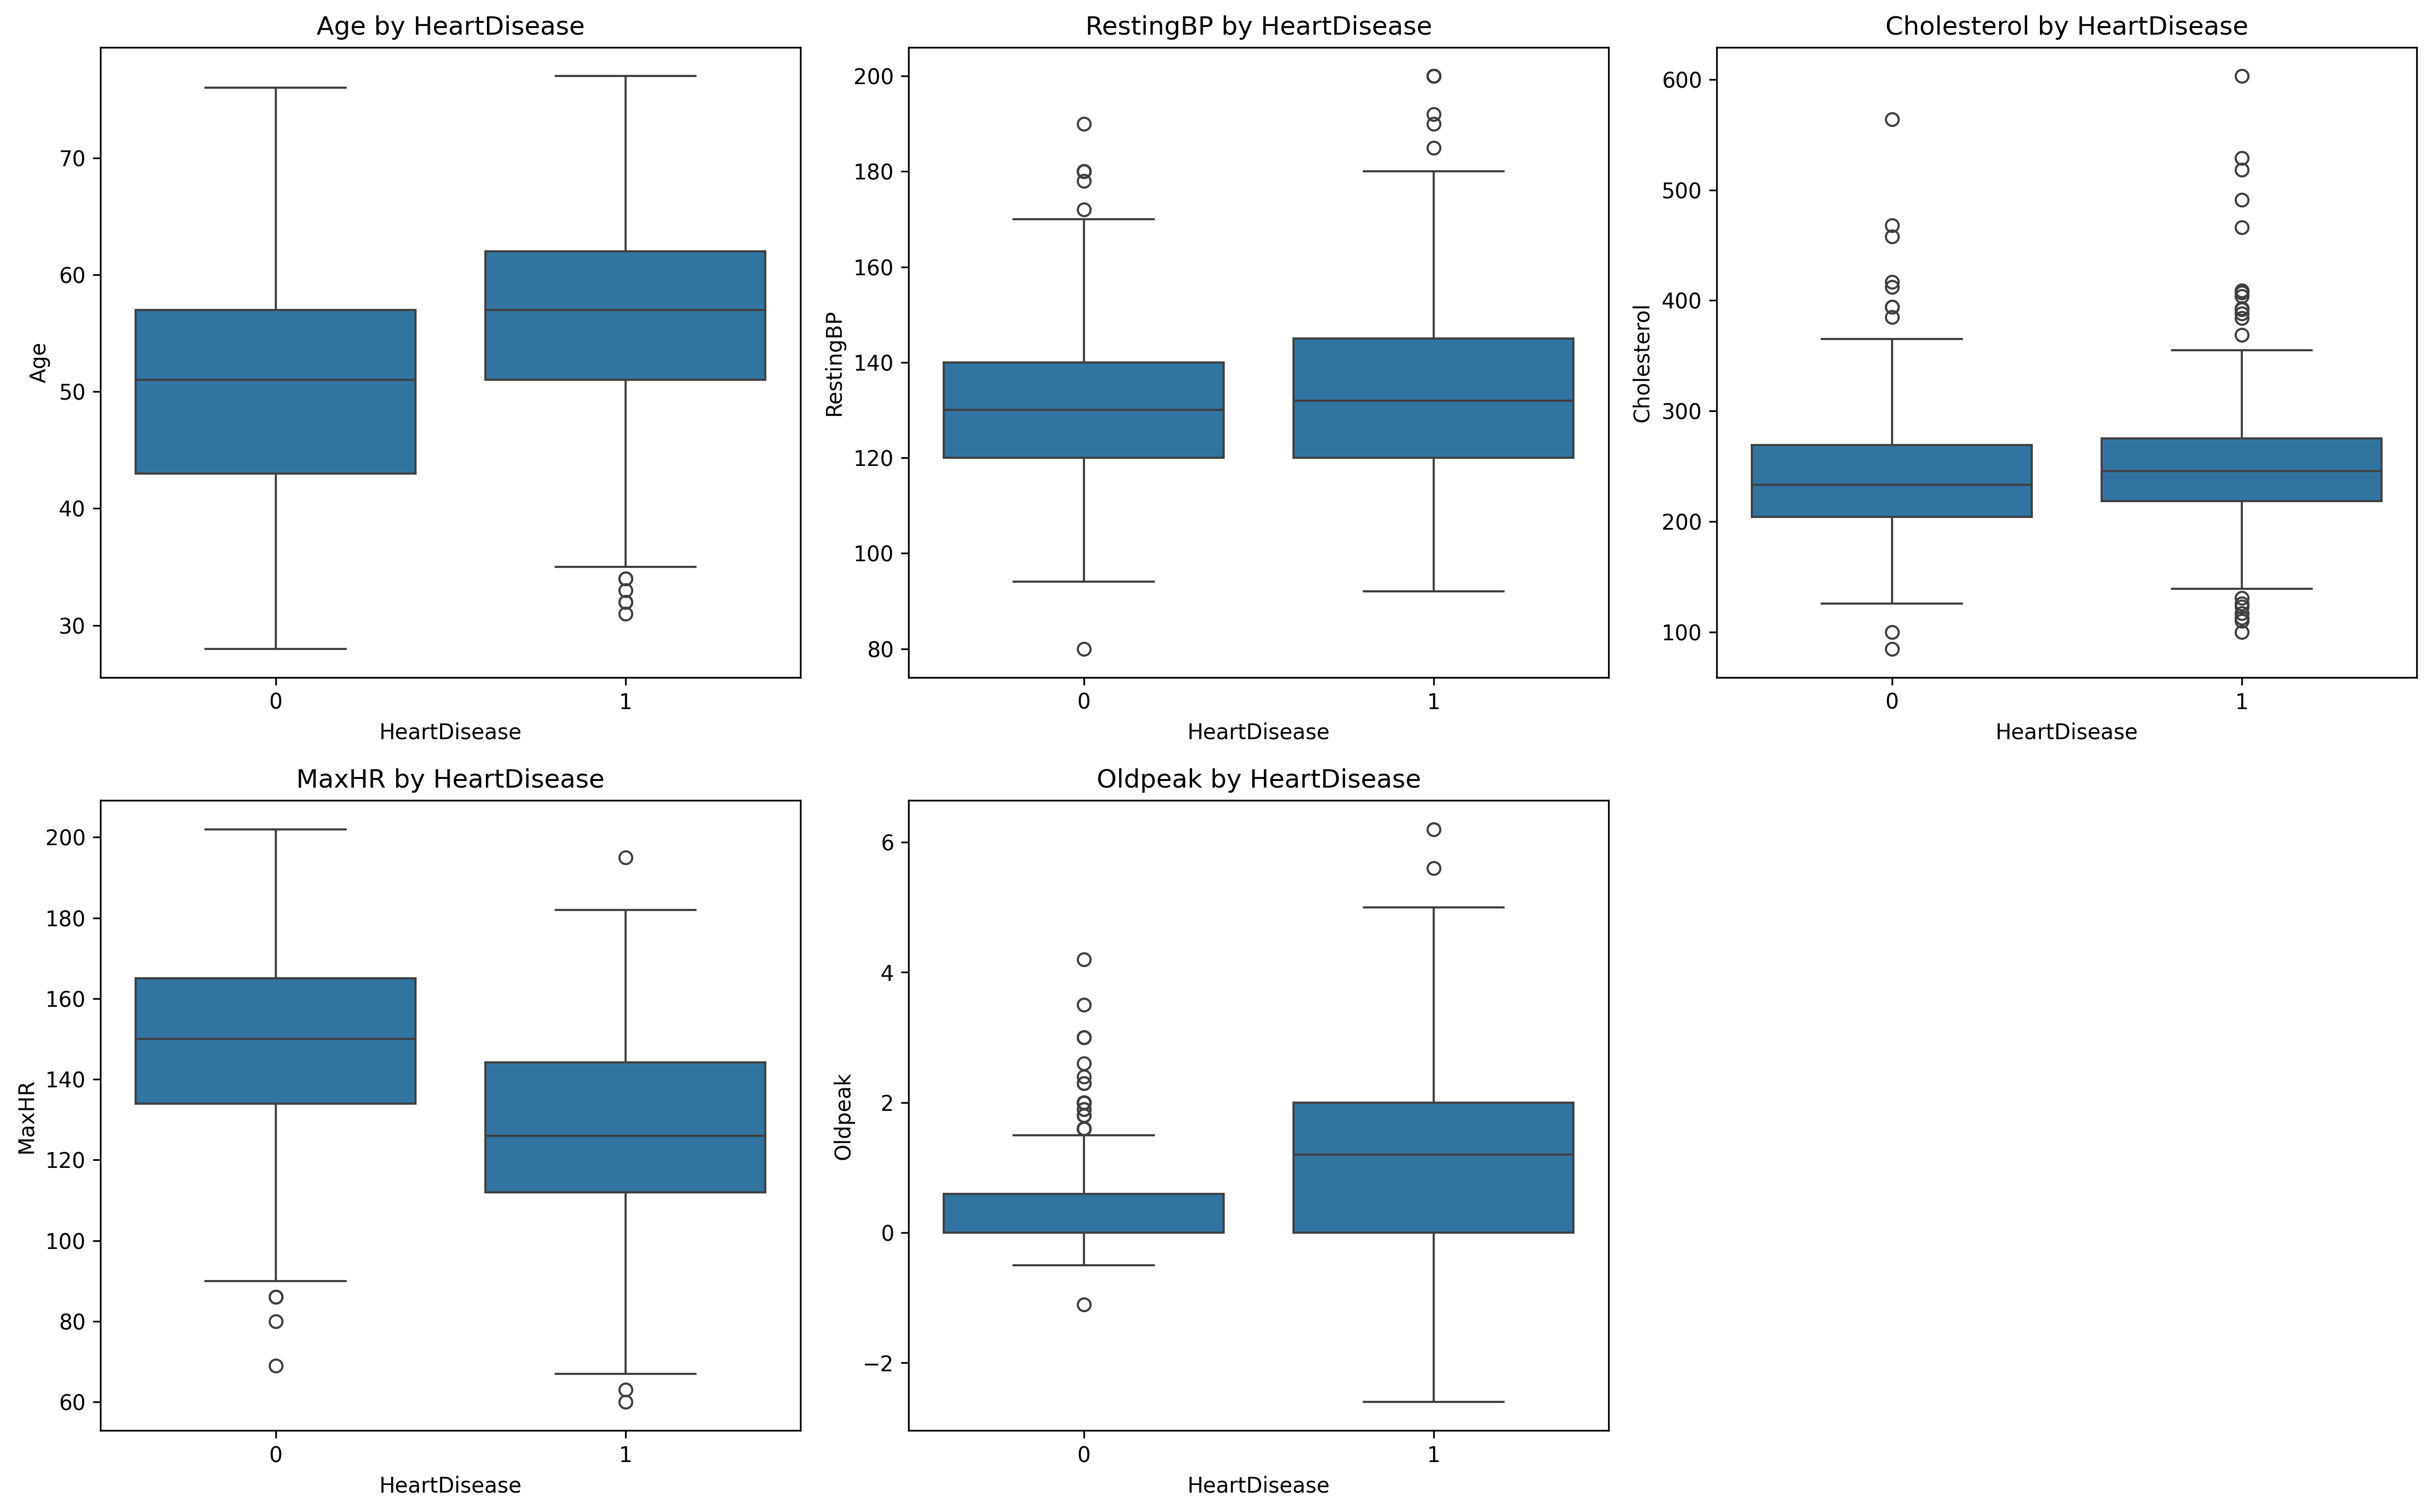 Age by HeartDisease
Age
70
60
50
40
30
0
1
HeartDisease
RestingBP by HeartDisease
RestingBP
200
180
160
140
120
100
80
0
1
HeartDisease
Cholesterol by HeartDisease
Cholesterol
600
500
400
300
200
100
0
1
HeartDisease
MaxHR by HeartDisease
MaxHR
200
180
160
140
120
100
80
60
0
1
HeartDisease
Oldpeak by HeartDisease
Oldpeak
6
4
2
0
−2
0
1
HeartDisease